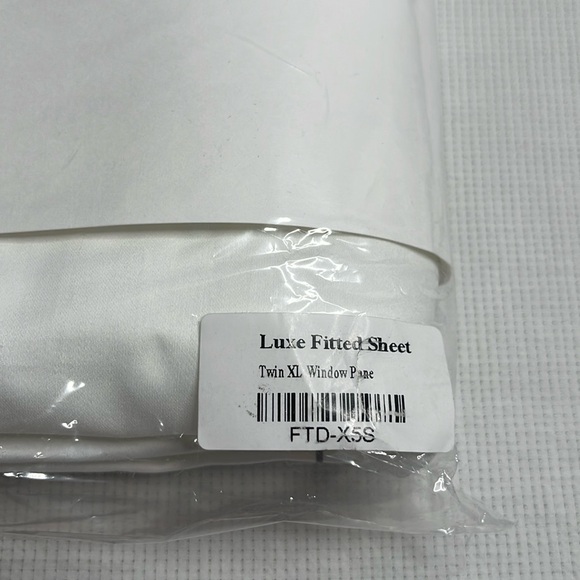 Luxe Fitted Sheet
Twin XL Window Pane
FTD-X5S